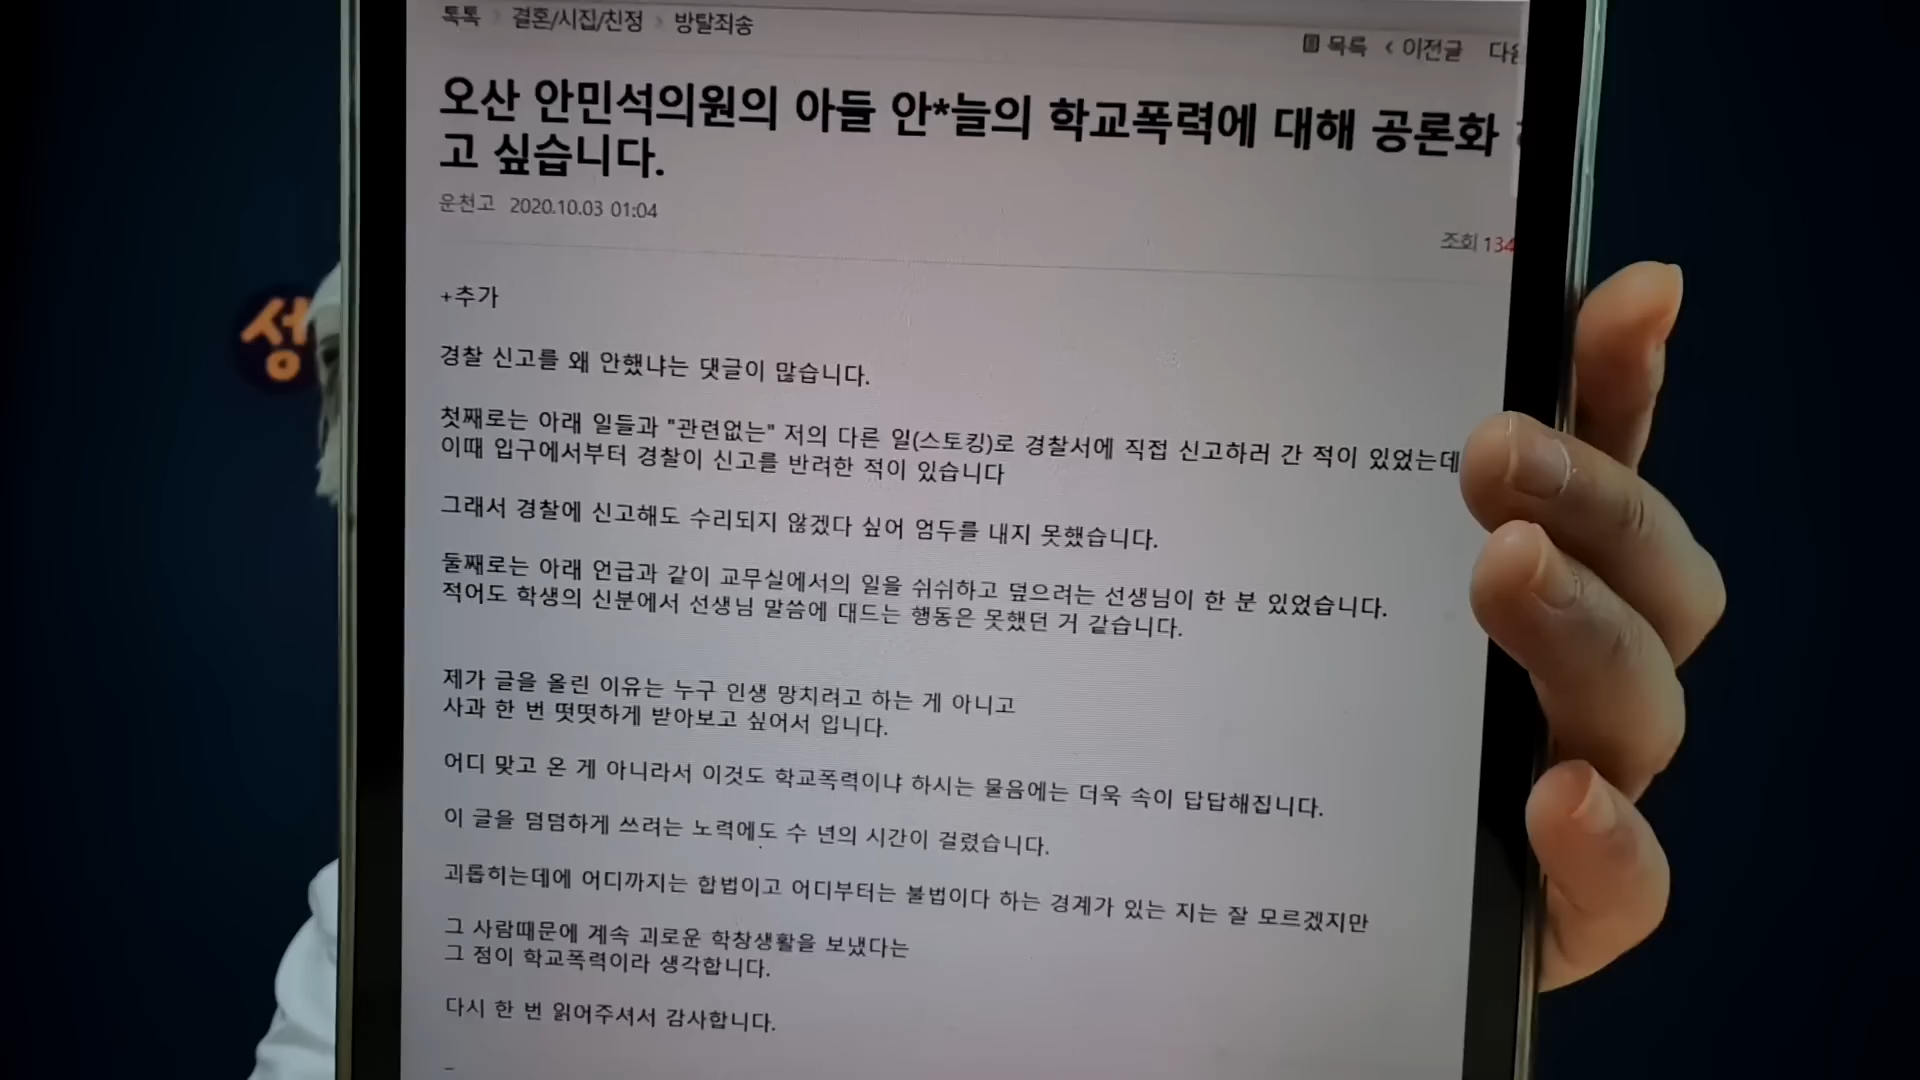 톡톡 > 결혼/시집/친정 > 방탈죄송
목록 < 이전글
오산 안민석의원의 아들 안*늘의 학교폭력에 대해 공론화
고 싶습니다.
운천고 2020.10.03 01:04
조회 134
+추가
경찰 신고를 왜 안했냐는 댓글이 많습니다.
첫째로는 아래 일들과 "관련없는" 저의 다른 일(스토킹)로 경찰서에 직접 신고하러 간 적이 있었는데
이때 입구에서부터 경찰이 신고를 반려한 적이 있습니다
그래서 경찰에 신고해도 수리되지 않겠다 싶어 엄두를 내지 못했습니다.
둘째로는 아래 언급과 같이 교무실에서의 일을 쉬쉬하고 덮으려는 선생님이 한 분 있었습니다.
적어도 학생의 신분에서 선생님 말씀에 대드는 행동은 못했던 거 같습니다.
제가 글을 올린 이유는 누구 인생 망치려고 하는 게 아니고
사과 한 번 떳떳하게 받아보고 싶어서 입니다.
어디 맞고 온 게 아니라서 이것도 학교폭력이냐 하시는 물음에는 더욱 속이 답답해집니다.
이 글을 덤덤하게 쓰려는 노력에도 수 년의 시간이 걸렸습니다.
괴롭히는데에 어디까지는 합법이고 어디부터는 불법이다 하는 경계가 있는 지는 잘 모르겠지만
그 사람때문에 계속 괴로운 학창생활을 보냈다는
그 점이 학교폭력이라 생각합니다.
다시 한 번 읽어주셔서 감사합니다.
성